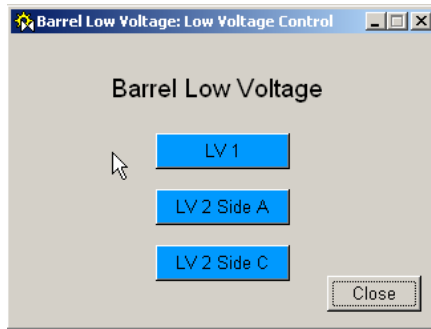 Barrel Low Voltage: Low Voltage Control
Barrel Low Voltage
LV 1
LV 2 Side A
LV 2 Side C
Close